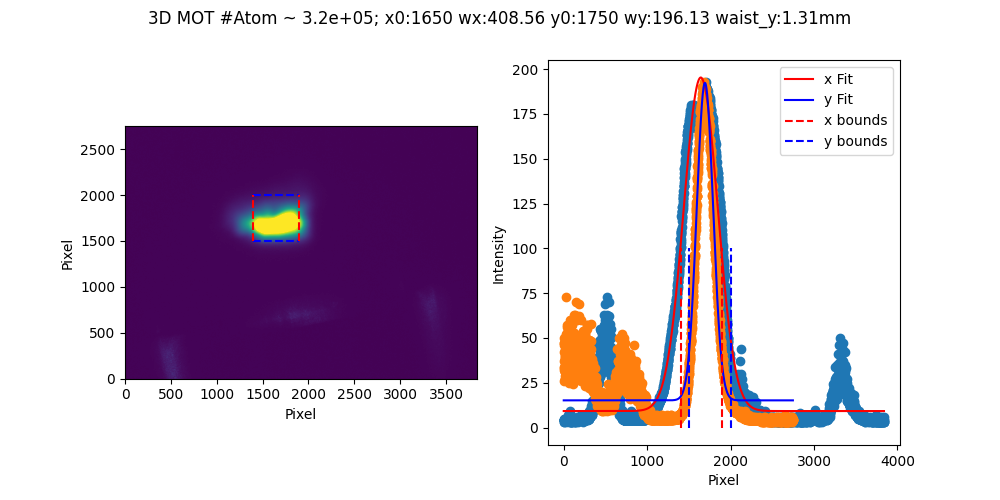 3D MOT #Atom ~ 3.2e+05; x0:1650 wx:408.56 y0:1750 wy:196.13 waist_y:1.31mm
2500
2000
1500
1000
500
0
Pixel
0 500 1000 1500 2000 2500 3000 3500
Pixel
200
175
150
125
100
75
50
25
0
Intensity
x Fit
y Fit
x bounds
y bounds
0 1000 2000 3000 4000
Pixel